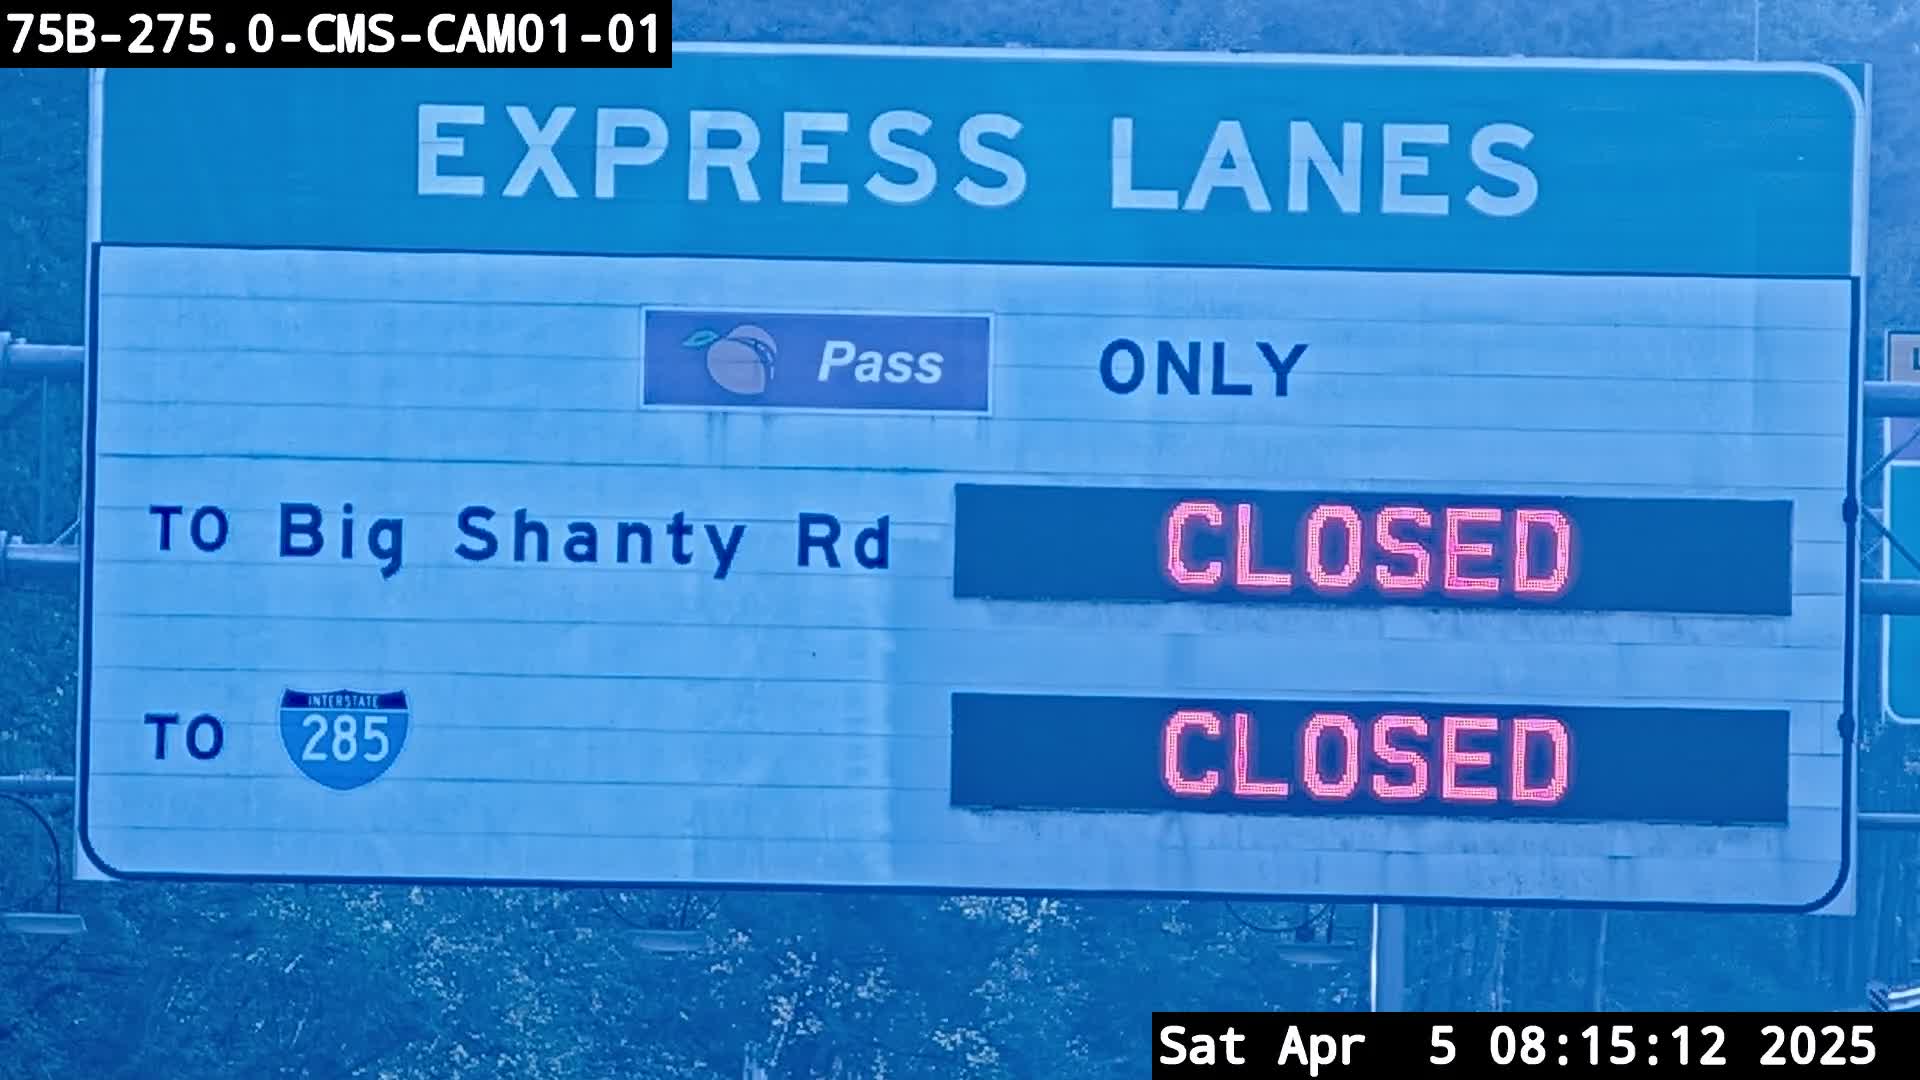 75B-275.0-CMS-CAM01-01
EXPRESS LANES
Pass ONLY
TO Big Shanty Rd CLOSED
TO INTERSTATE 285 CLOSED
Sat Apr 5 08:15:12 2025